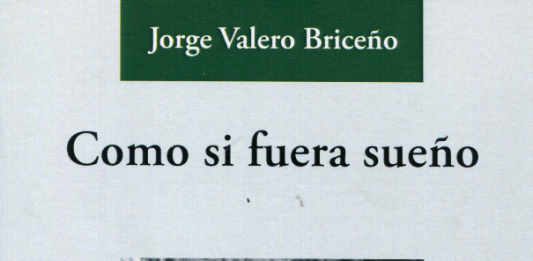 Jorge Valero Briceño
Como si fuera sueño